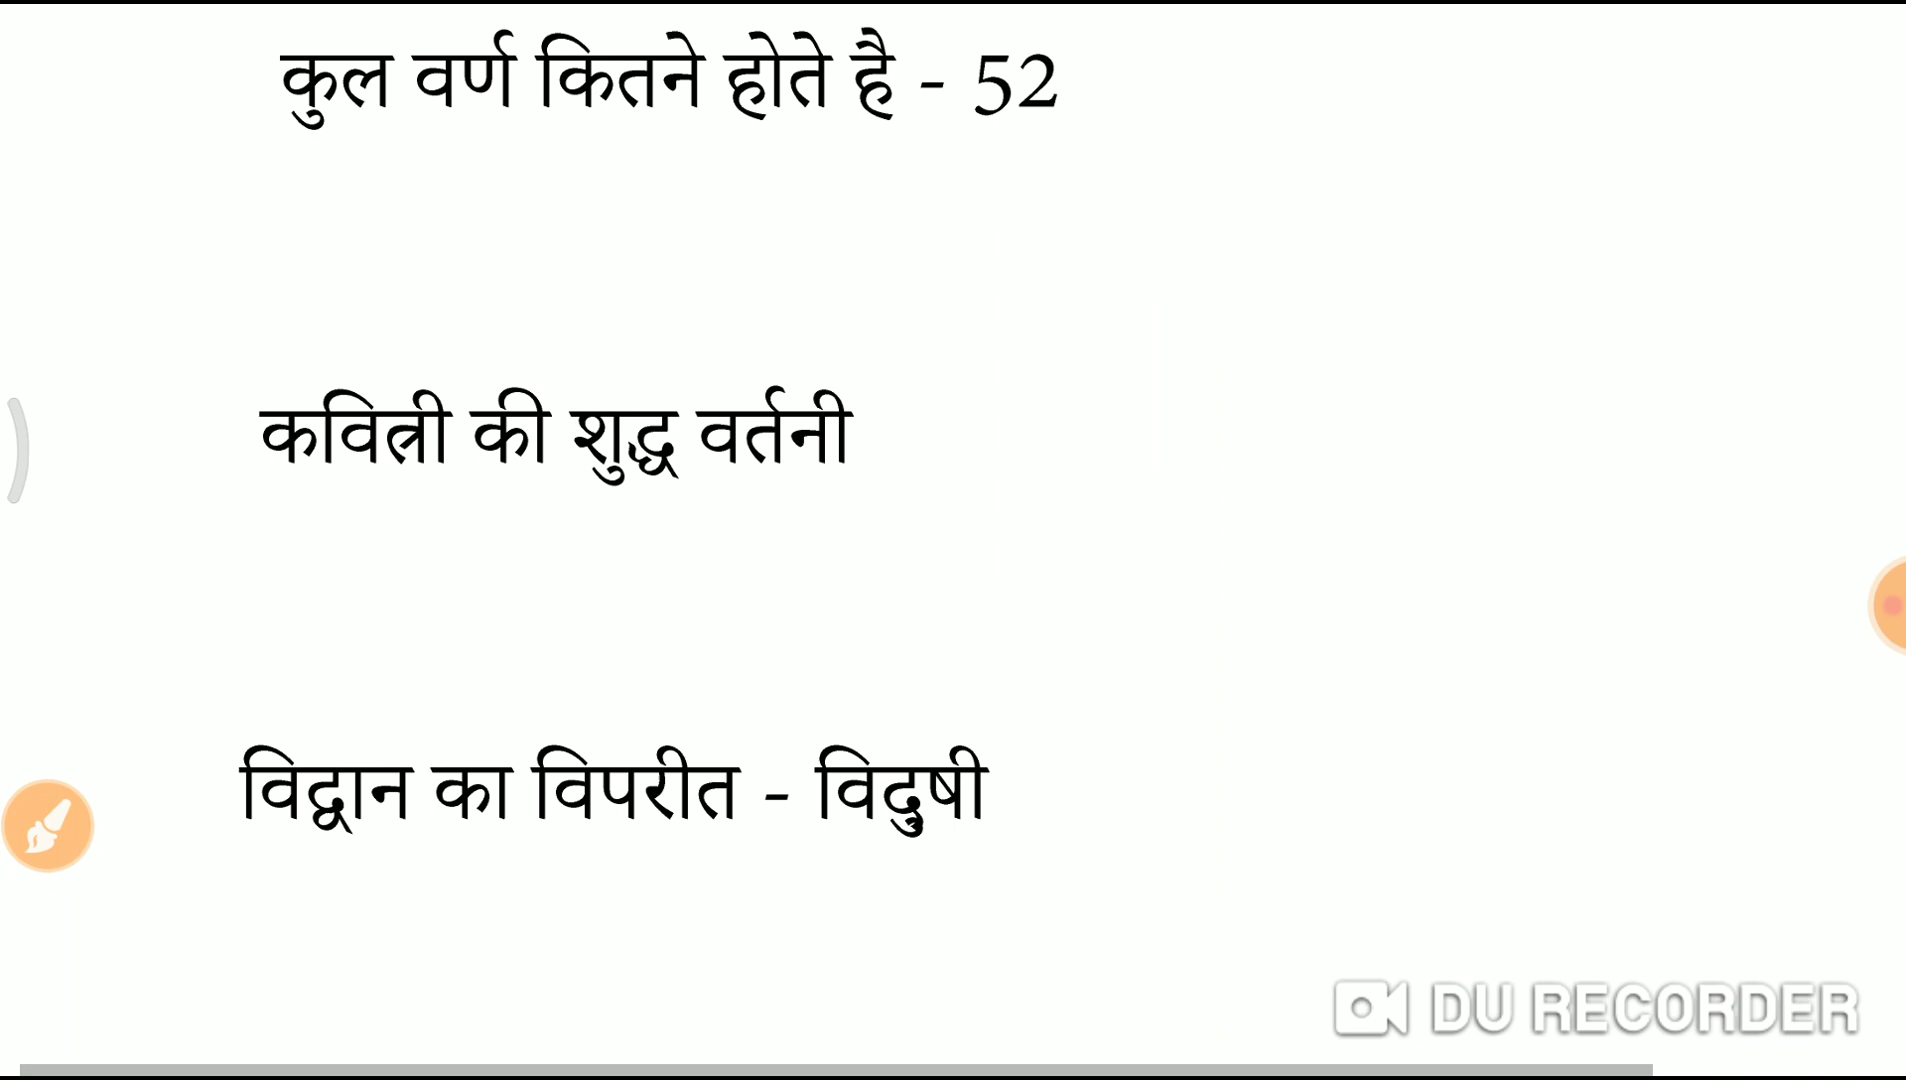 कुल वर्ण कितने होते है - 52
कवित्री की शुद्ध वर्तनी
विद्वान का विपरीत - विदुषी
DU RECORDER